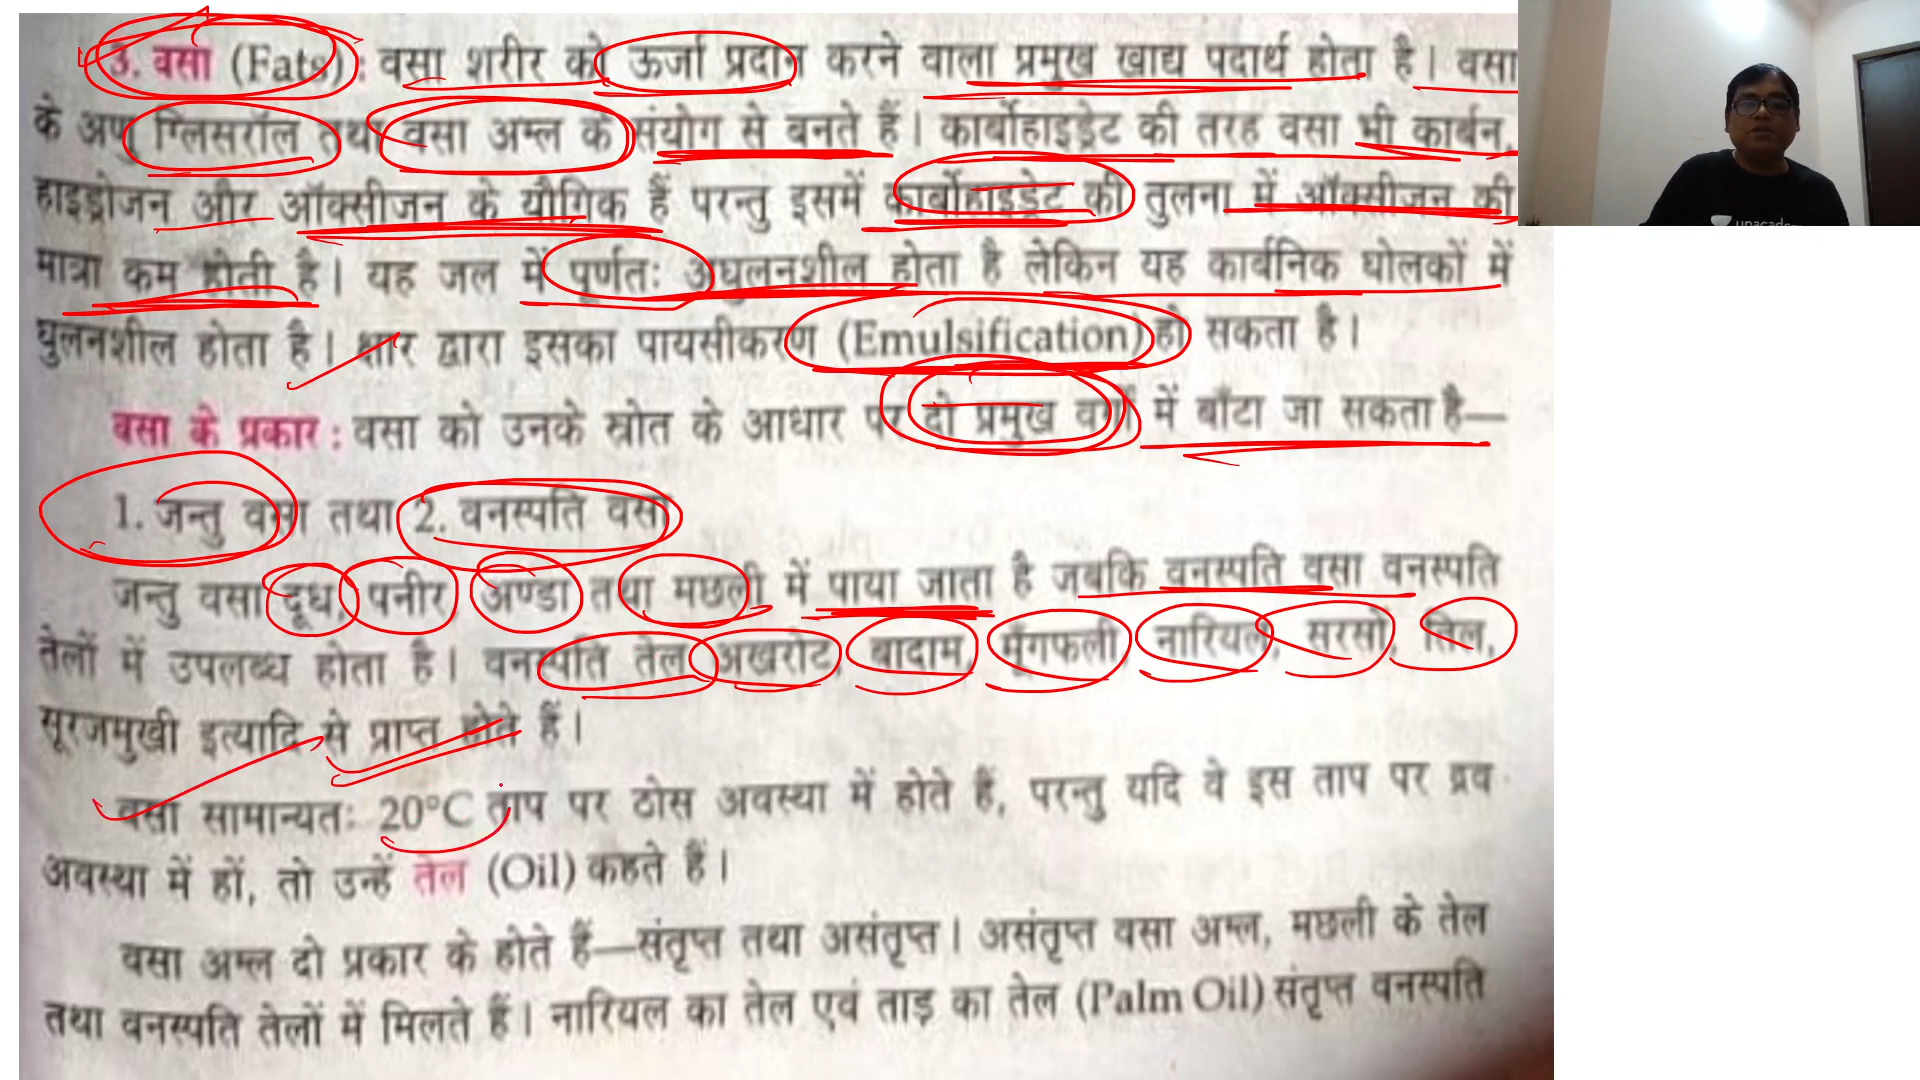 3. वसा (Fats) : वसा शरीर को ऊर्जा प्रदान करने वाला प्रमुख खाद्य पदार्थ होता है। वसा
के अणु ग्लिसरॉल तथा वसा अम्ल के संयोग से बनते हैं। कार्बोहाइड्रेट की तरह वसा भी कार्बन,
हाइड्रोजन और ऑक्सीजन के यौगिक हैं परन्तु इसमें कार्बोहाइड्रेट की तुलना में ऑक्सीजन की
मात्रा कम होती है। यह जल में पूर्णतः अघुलनशील होता है लेकिन यह कार्बनिक घोलकों में
घुलनशील होता है। क्षार द्वारा इसका पायसीकरण (Emulsification) हो सकता है।
वसा के प्रकार : वसा को उनके स्रोत के आधार पर दो प्रमुख वर्गों में बाँटा जा सकता है—
1. जन्तु वसा तथा 2. वनस्पति वसा
जन्तु वसा दूध, पनीर, अण्डा तथा मछली में पाया जाता है जबकि वनस्पति वसा वनस्पति
तेलों में उपलब्ध होता है। वनस्पति तेल अखरोट, बादाम, मूँगफली, नारियल, सरसों, तिल,
सूरजमुखी इत्यादि से प्राप्त होते हैं।
वसा सामान्यतः 20°C ताप पर ठोस अवस्था में होते हैं, परन्तु यदि वे इस ताप पर द्रव
अवस्था में हों, तो उन्हें तेल (Oil) कहते हैं।
वसा अम्ल दो प्रकार के होते हैं—संतृप्त तथा असंतृप्त। असंतृप्त वसा अम्ल, मछली के तेल
तथा वनस्पति तेलों में मिलते हैं। नारियल का तेल एवं ताड़ का तेल (Palm Oil) संतृप्त वनस्पति